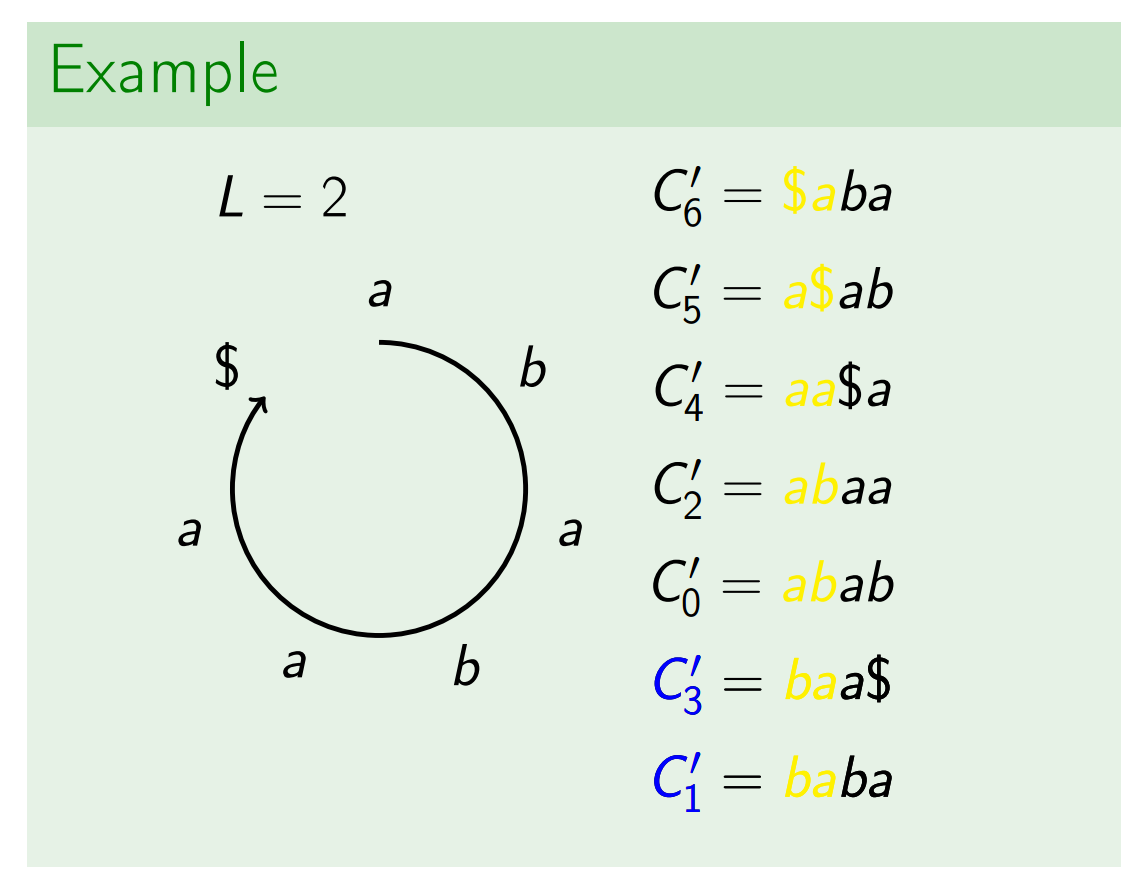 Example
L = 2
a
$
b
a
a
a
b
C′₆ = $aba
C′₅ = a$ab
C′₄ = aa$a
C′₂ = abaa
C′₀ = abab
C′₃ = baa$
C′₁ = baba